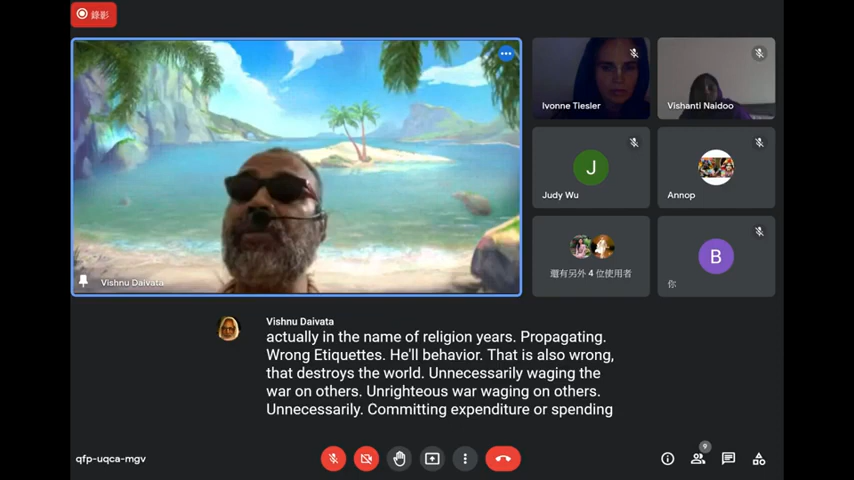 錄影
Ivonne Tiesler
Vishanti Naidoo
J
Judy Wu
Annop
Vishnu Daivata
還有另外 4 位使用者
B
你
Vishnu Daivata
actually in the name of religion years. Propagating.
Wrong Etiquettes. He'll behavior. That is also wrong,
that destroys the world. Unnecessarily waging the
war on others. Unrighteous war waging on others.
Unnecessarily. Committing expenditure or spending
qfp-uqca-mgv
9